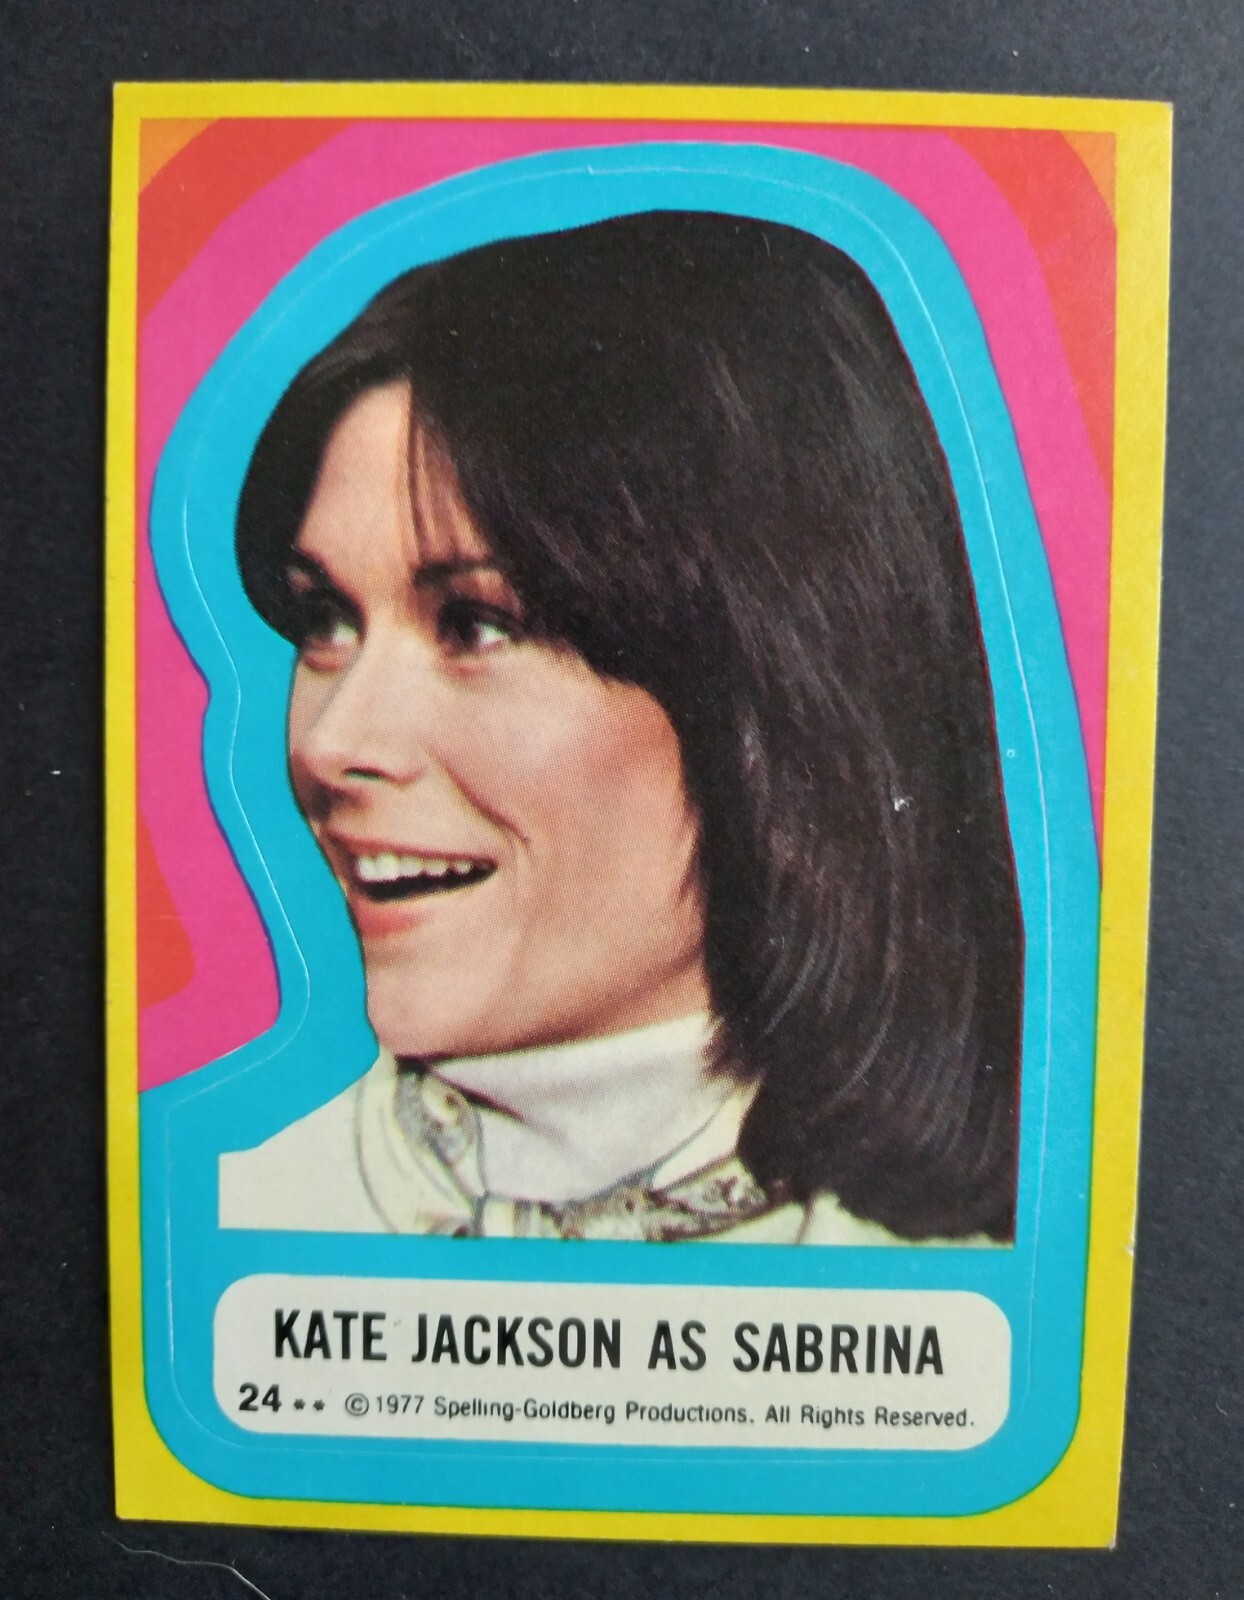 KATE JACKSON AS SABRINA
24 ** © 1977 Spelling-Goldberg Productions. All Rights Reserved.